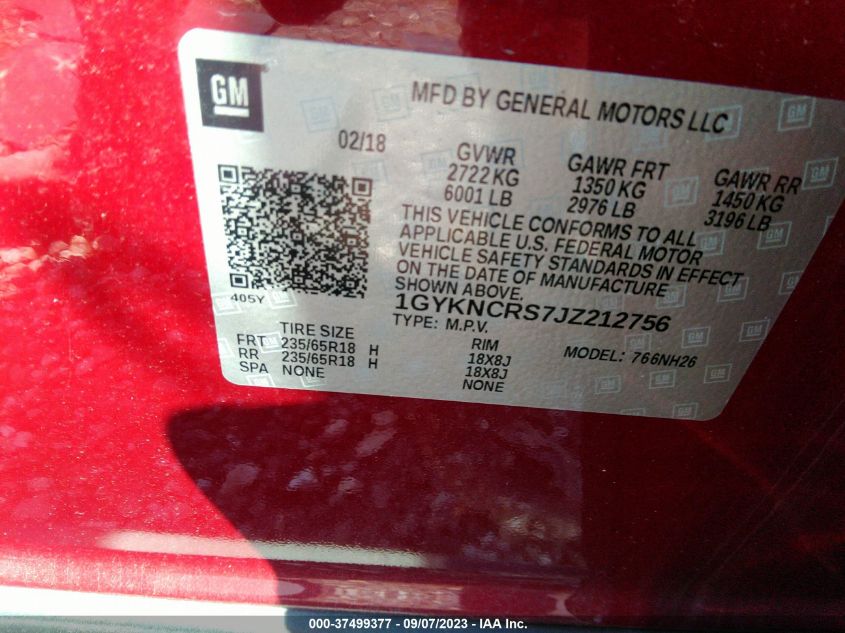 GM
MFD BY GENERAL MOTORS LLC
02/18
GVWR
2722 KG
6001 LB
GAWR FRT
1350 KG
2976 LB
GAWR RR
1450 KG
3196 LB
THIS VEHICLE CONFORMS TO ALL
APPLICABLE U.S. FEDERAL MOTOR
VEHICLE SAFETY STANDARDS IN EFFECT
ON THE DATE OF MANUFACTURE
SHOWN ABOVE.
405Y
1GYKNCRS7JZ212756
TYPE: M.P.V.
MODEL: 766NH26
TIRE SIZE
RIM
FRT 235/65R18 H 18X8J
RR 235/65R18 H 18X8J
SPA NONE NONE
000-37499377 - 09/07/2023 - © IAA Inc.